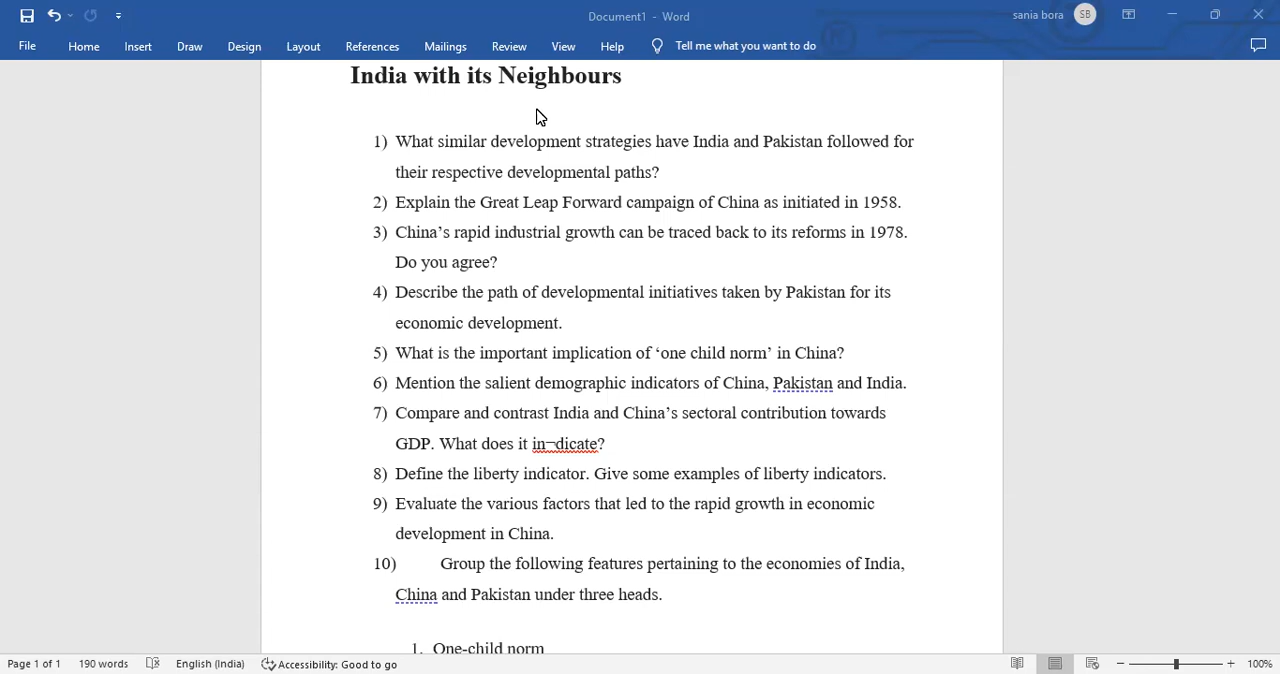 Document1 - Word
sania bora SB
File Home Insert Draw Design Layout References Mailings Review View Help Tell me what you want to do
India with its Neighbours
1) What similar development strategies have India and Pakistan followed for
their respective developmental paths?
2) Explain the Great Leap Forward campaign of China as initiated in 1958.
3) China’s rapid industrial growth can be traced back to its reforms in 1978.
Do you agree?
4) Describe the path of developmental initiatives taken by Pakistan for its
economic development.
5) What is the important implication of ‘one child norm’ in China?
6) Mention the salient demographic indicators of China, Pakistan and India.
7) Compare and contrast India and China’s sectoral contribution towards
GDP. What does it in¬dicate?
8) Define the liberty indicator. Give some examples of liberty indicators.
9) Evaluate the various factors that led to the rapid growth in economic
development in China.
10) Group the following features pertaining to the economies of India,
China and Pakistan under three heads.
1. One-child norm
Page 1 of 1 190 words English (India) Accessibility: Good to go 100%